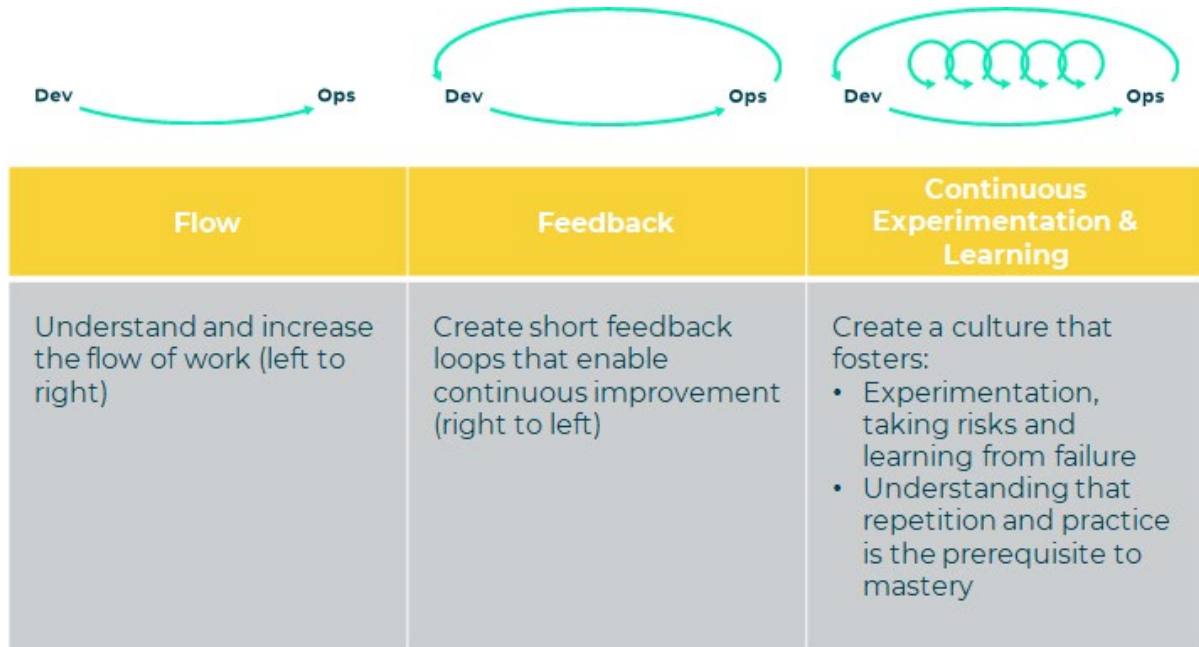 Dev
Ops
Dev
Ops
Dev
Ops
Flow
Feedback
Continuous
Experimentation &
Learning
Understand and increase
the flow of work (left to
right)
Create short feedback
loops that enable
continuous improvement
(right to left)
Create a culture that
fosters:
• Experimentation,
taking risks and
learning from failure
• Understanding that
repetition and practice
is the prerequisite to
mastery